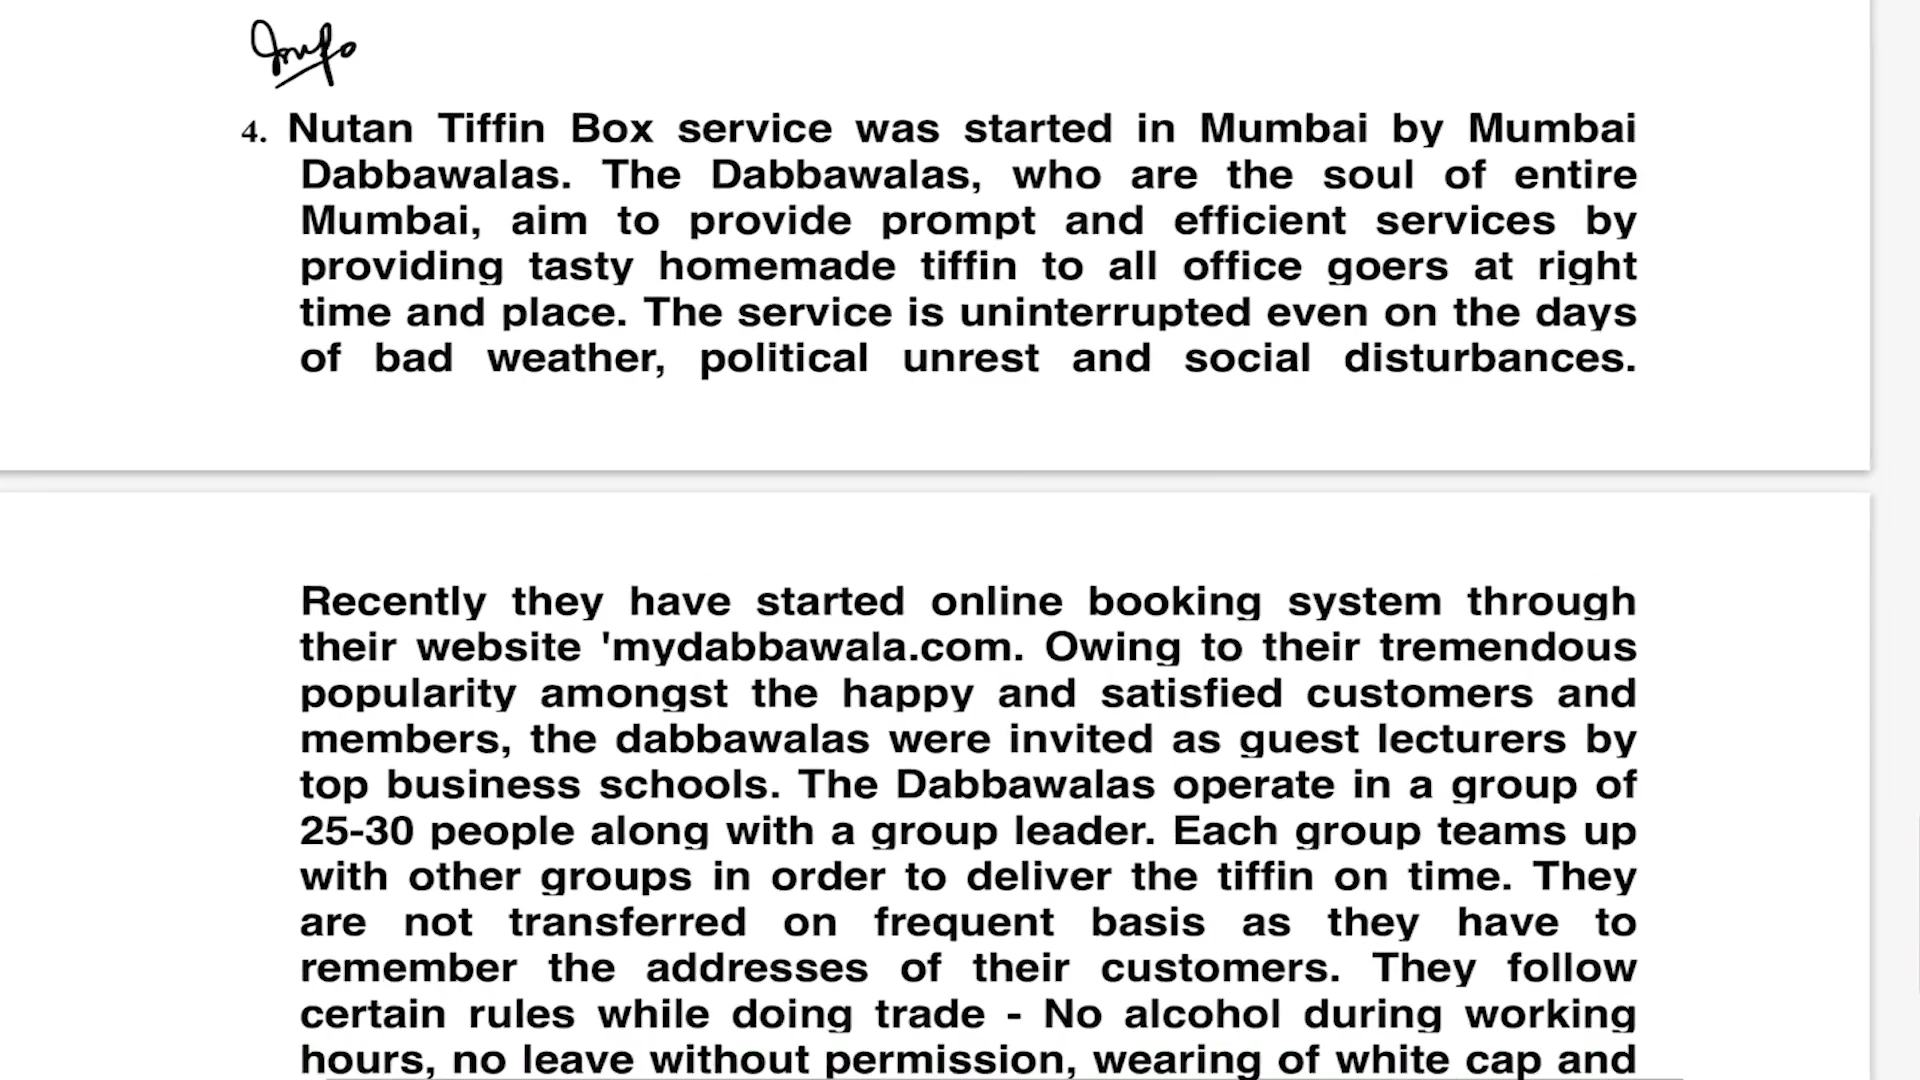 Imp
4. Nutan Tiffin Box service was started in Mumbai by Mumbai
Dabbawalas. The Dabbawalas, who are the soul of entire
Mumbai, aim to provide prompt and efficient services by
providing tasty homemade tiffin to all office goers at right
time and place. The service is uninterrupted even on the days
of bad weather, political unrest and social disturbances.
Recently they have started online booking system through
their website 'mydabbawala.com. Owing to their tremendous
popularity amongst the happy and satisfied customers and
members, the dabbawalas were invited as guest lecturers by
top business schools. The Dabbawalas operate in a group of
25-30 people along with a group leader. Each group teams up
with other groups in order to deliver the tiffin on time. They
are not transferred on frequent basis as they have to
remember the addresses of their customers. They follow
certain rules while doing trade - No alcohol during working
hours, no leave without permission, wearing of white cap and